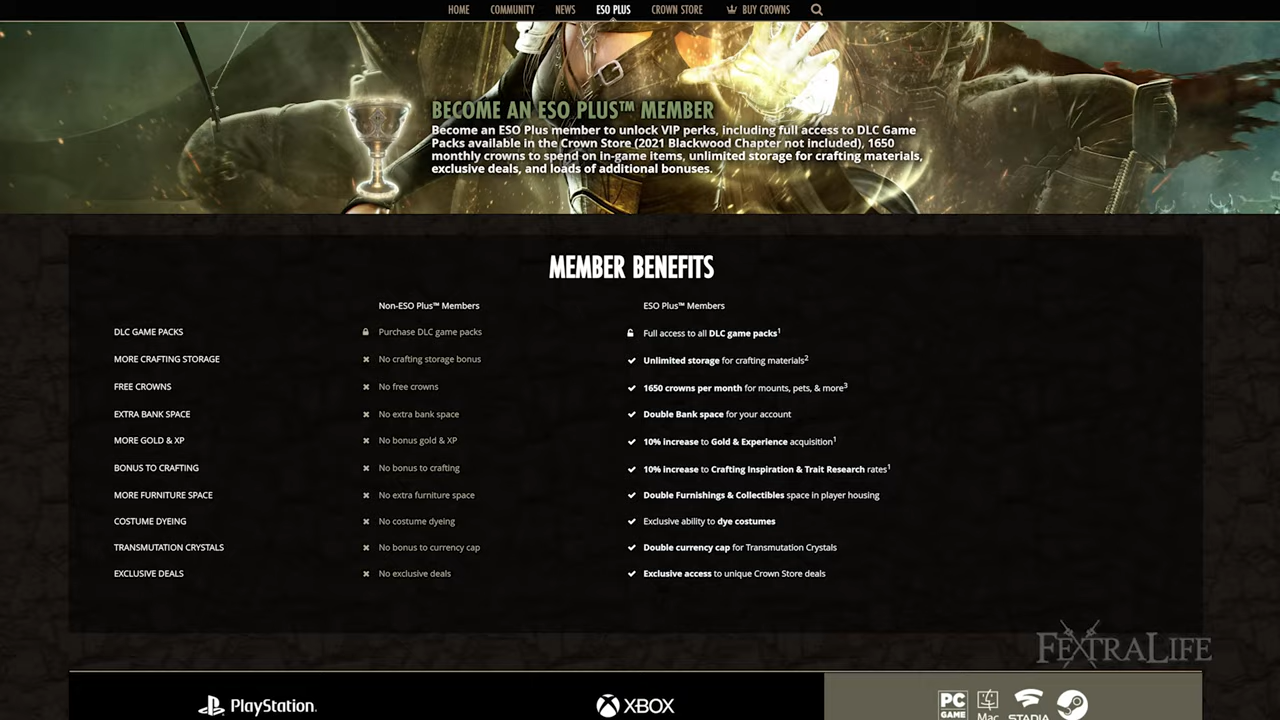 HOME COMMUNITY NEWS ESO PLUS CROWN STORE BUY CROWNS
BECOME AN ESO PLUS™ MEMBER
Become an ESO Plus member to unlock VIP perks, including full access to DLC Game
Packs available in the Crown Store (2021 Blackwood Chapter not included), 1650
monthly crowns to spend on in-game items, unlimited storage for crafting materials,
exclusive deals, and loads of additional bonuses.
MEMBER BENEFITS
Non-ESO Plus™ Members ESO Plus™ Members
DLC GAME PACKS Purchase DLC game packs Full access to all DLC game packs¹
MORE CRAFTING STORAGE No crafting storage bonus Unlimited storage for crafting materials²
FREE CROWNS No free crowns 1650 crowns per month for mounts, pets, & more³
EXTRA BANK SPACE No extra bank space Double Bank space for your account
MORE GOLD & XP No bonus gold & XP 10% increase to Gold & Experience acquisition¹
BONUS TO CRAFTING No bonus to crafting 10% increase to Crafting Inspiration & Trait Research rates¹
MORE FURNITURE SPACE No extra furniture space Double Furnishings & Collectibles space in player housing
COSTUME DYEING No costume dyeing Exclusive ability to dye costumes
TRANSMUTATION CRYSTALS No bonus to currency cap Double currency cap for Transmutation Crystals
EXCLUSIVE DEALS No exclusive deals Exclusive access to unique Crown Store deals
FEXTRALIFE
PlayStation. XBOX PC GAME Mac STADIA